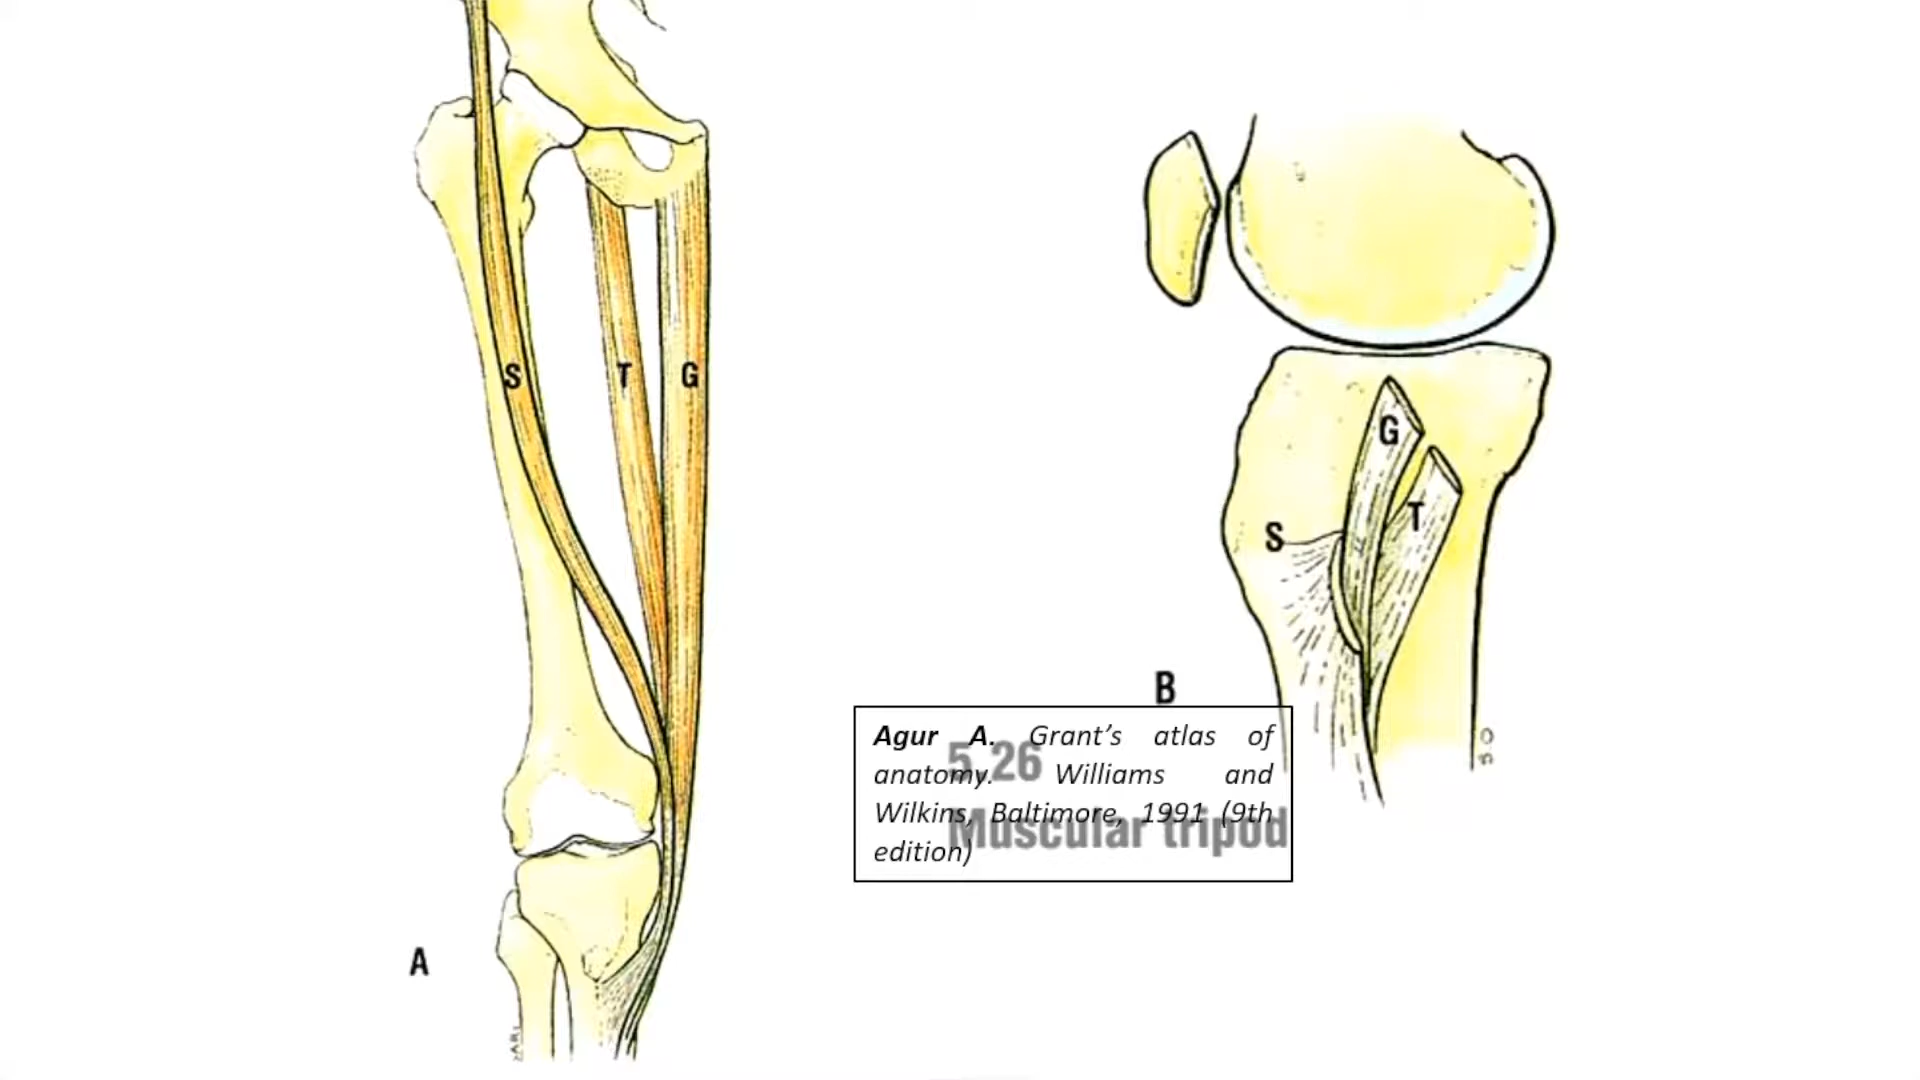 S
T
G
A
G
T
S
B
Agur A. Grant's atlas of
anatomy. Williams and
Wilkins, Baltimore, 1991 (9th
edition)
5.26
Muscular tripod